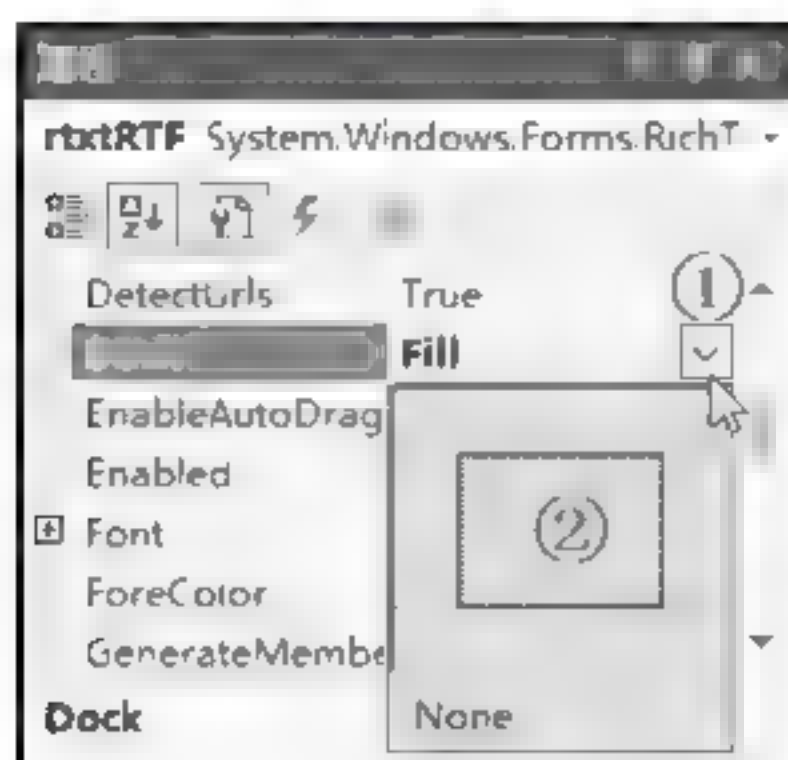 rtxtRTF System.Windows.Forms.RichT
DetectUrls True (1)
Fill
EnableAutoDrag
Enabled (2)
Font
ForeColor
GenerateMembe
Dock None